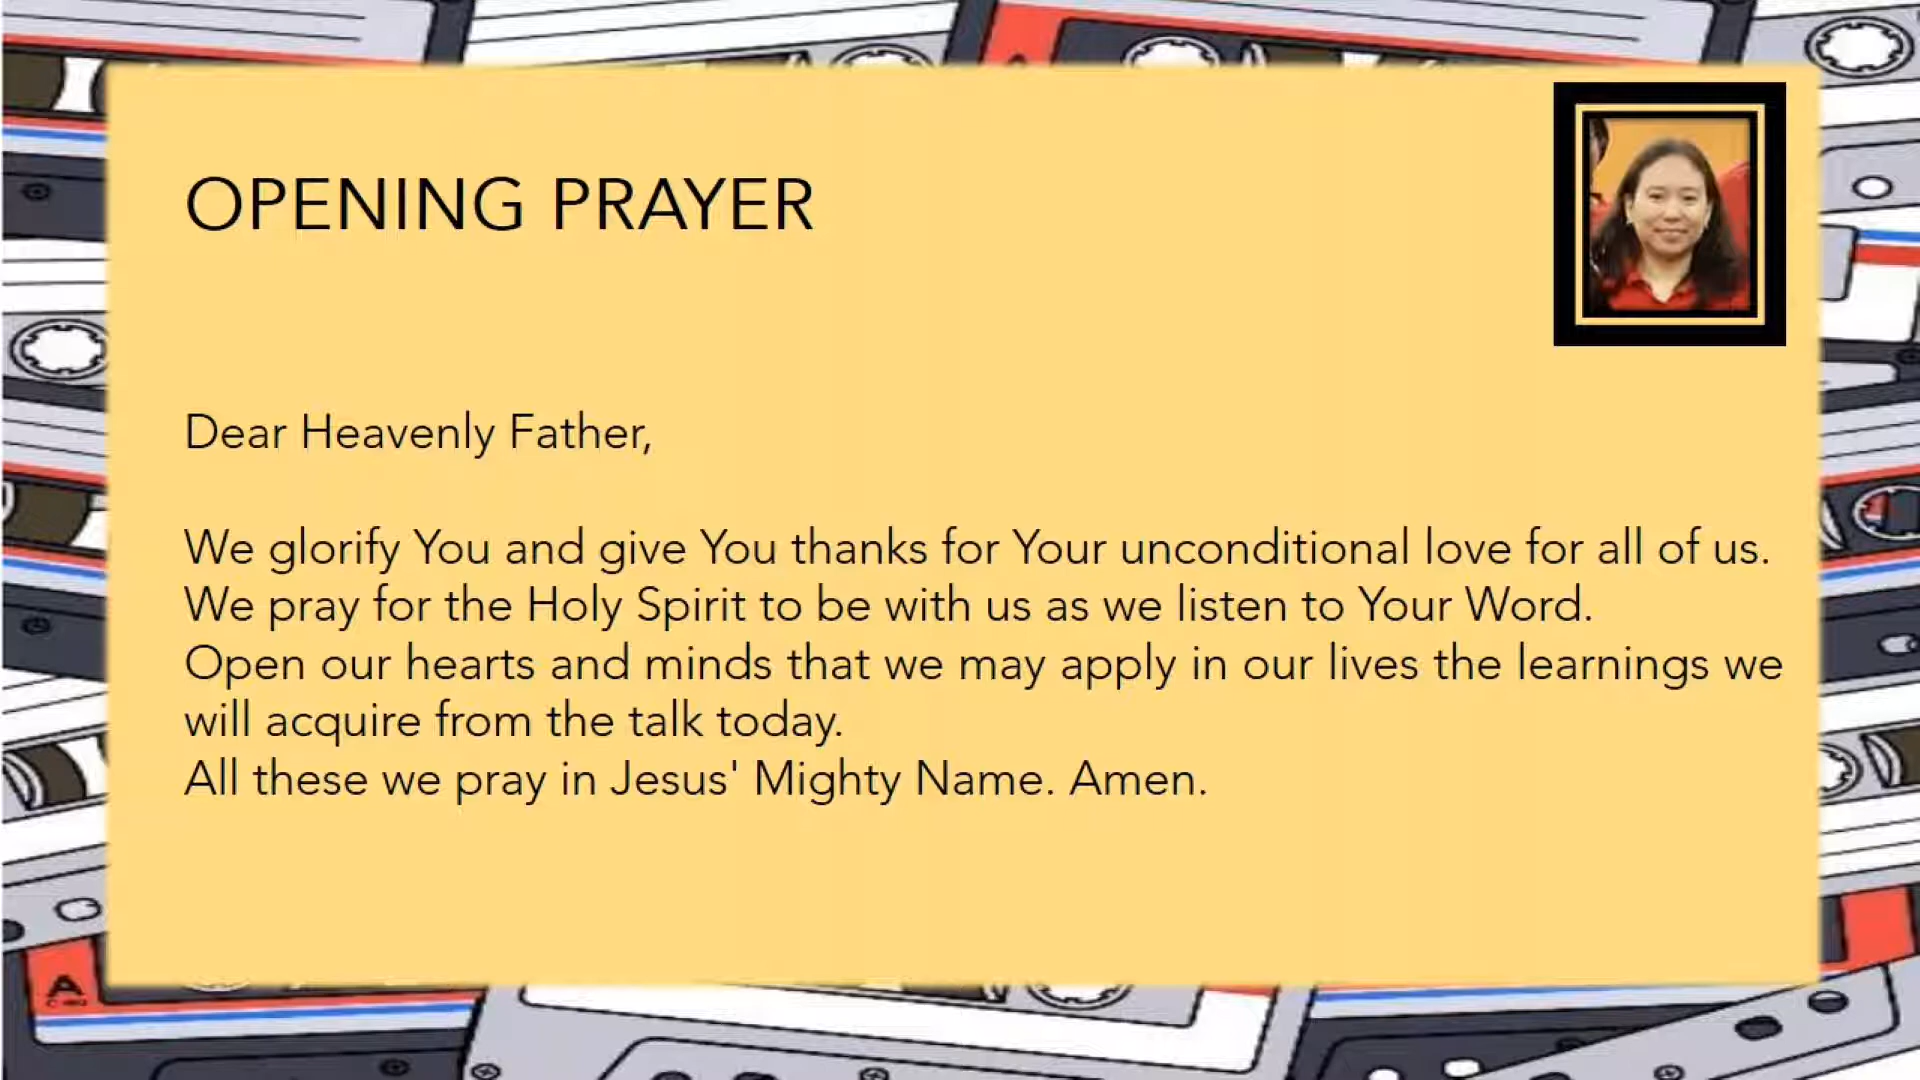 OPENING PRAYER
Dear Heavenly Father,
We glorify You and give You thanks for Your unconditional love for all of us.
We pray for the Holy Spirit to be with us as we listen to Your Word.
Open our hearts and minds that we may apply in our lives the learnings we
will acquire from the talk today.
All these we pray in Jesus' Mighty Name. Amen.
A